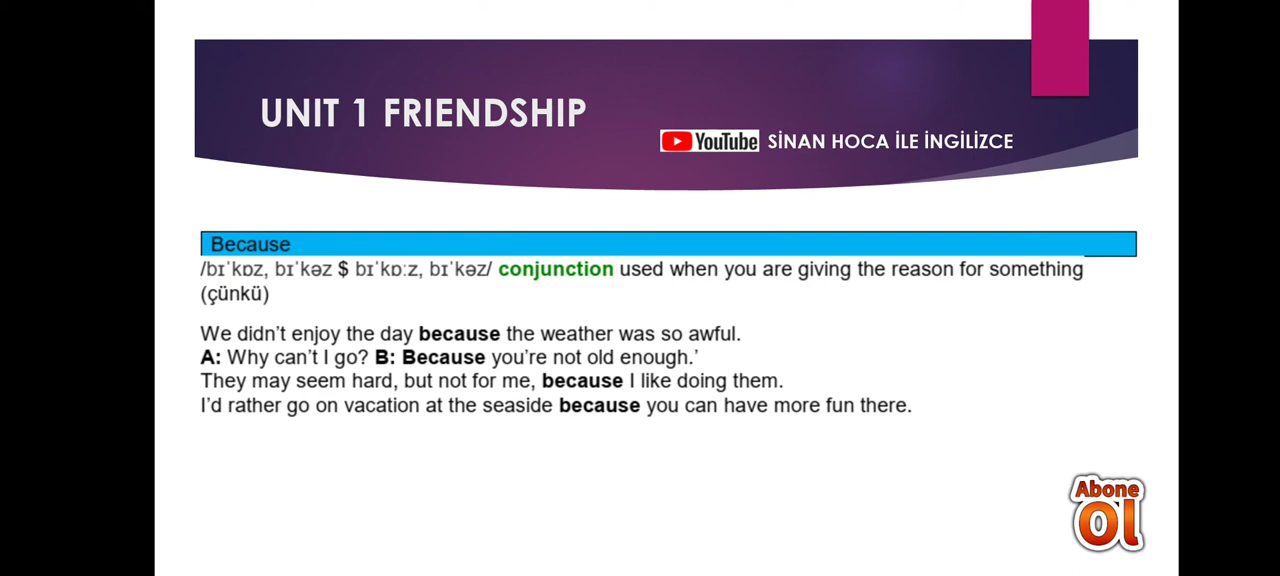 UNIT 1 FRIENDSHIP
YouTube SİNAN HOCA İLE İNGİLİZCE
Because
/bɪˈkɒz, bɪˈkəz $ bɪˈkɒːz, bɪˈkəz/ conjunction used when you are giving the reason for something
(çünkü)
We didn’t enjoy the day because the weather was so awful.
A: Why can’t I go? B: Because you’re not old enough.’
They may seem hard, but not for me, because I like doing them.
I’d rather go on vacation at the seaside because you can have more fun there.
Abone
Ol